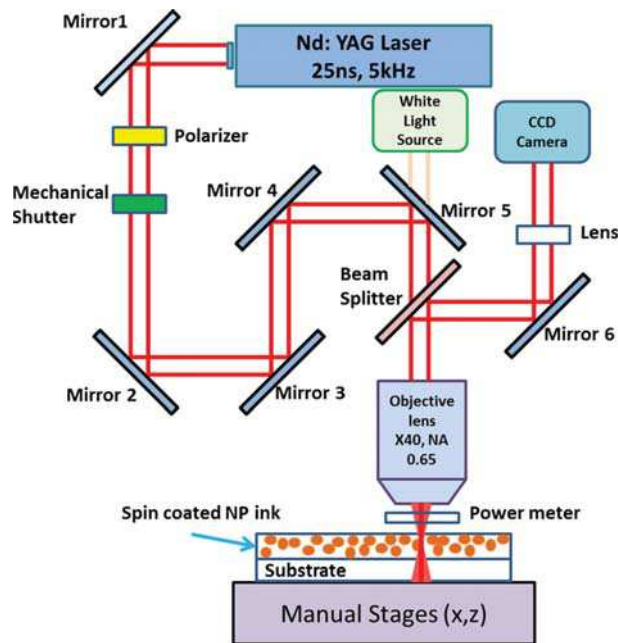 Mirror1
Nd: YAG Laser
25ns, 5kHz
White
Light
Source
CCD
Camera
Polarizer
Mechanical
Shutter
Mirror 4
Mirror 5
Lens
Beam
Splitter
Mirror 6
Mirror 2
Mirror 3
Objective
lens
X40, NA
0.65
Spin coated NP ink
Power meter
Substrate
Manual Stages (x,z)